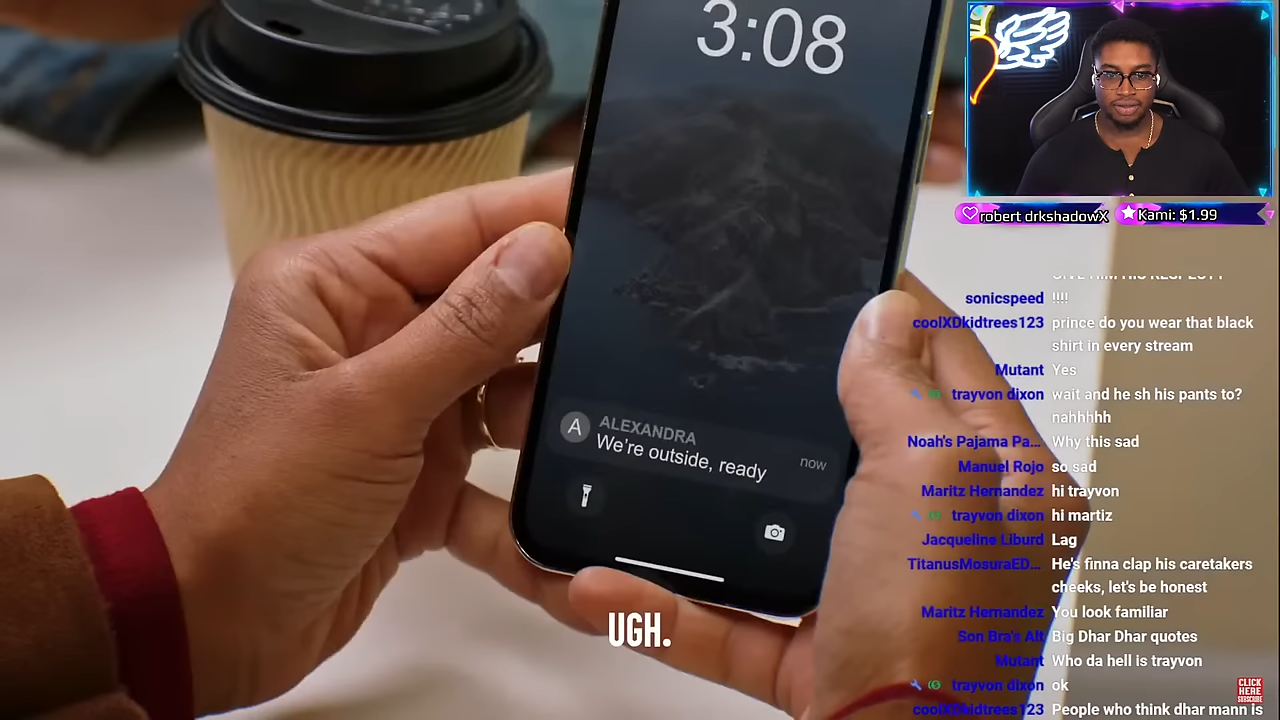 3:08
ALEXANDRA
We're outside, ready
now
UGH.
robert drkshadowX
Kami: $1.99
sonicspeed !!!!
coolXDkidtrees123 prince do you wear that black
shirt in every stream
Mutant Yes
trayvon dixon wait and he sh his pants to?
nahhhhh
Noah's Pajama Pa... Why this sad
Manuel Rojo so sad
Maritz Hernandez hi trayvon
trayvon dixon hi martiz
Jacqueline Liburd Lag
TitanusMosuraED... He's finna clap his caretakers
cheeks, let's be honest
Maritz Hernandez You look familiar
Son Bra's Alt Big Dhar Dhar quotes
Mutant Who da hell is trayvon
trayvon dixon ok
coolXDkidtrees123 People who think dhar mann is
CLICK
HERE
SUBSCRIBE